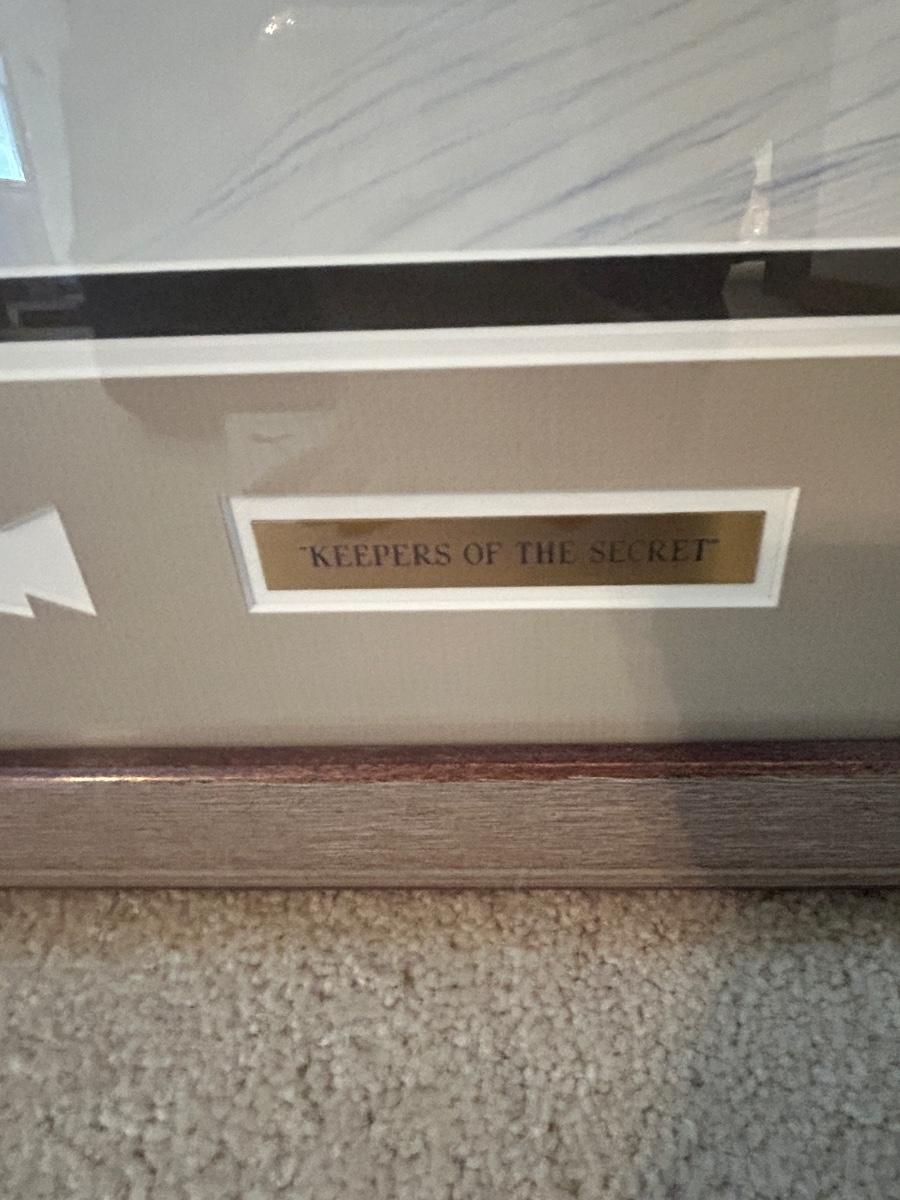 "KEEPERS OF THE SECRET"